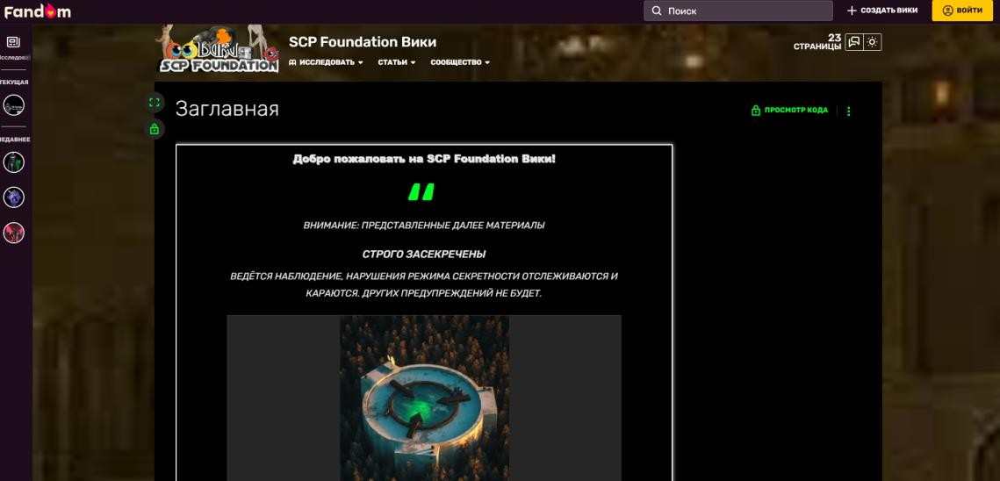 Fandom
Поиск
СОЗДАТЬ ВИКИ
ВОЙТИ
ТЕКУЩАЯ
Вики
SCP FOUNDATION
SCP Foundation Вики
ИССЛЕДОВАТЬ
СТАТЬИ
СООБЩЕСТВО
23
СТРАНИЦЫ
Заглавная
ПРОСМОТР КОДА
Добро пожаловать на SCP Foundation Вики!
“
ВНИМАНИЕ: ПРЕДСТАВЛЕННЫЕ ДАЛЕЕ МАТЕРИАЛЫ
СТРОГО ЗАСЕКРЕЧЕНЫ
ВЕДЁТСЯ НАБЛЮДЕНИЕ, НАРУШЕНИЯ РЕЖИМА СЕКРЕТНОСТИ ОТСЛЕЖИВАЮТСЯ И
КАРАЮТСЯ. ДРУГИХ ПРЕДУПРЕЖДЕНИЙ НЕ БУДЕТ.